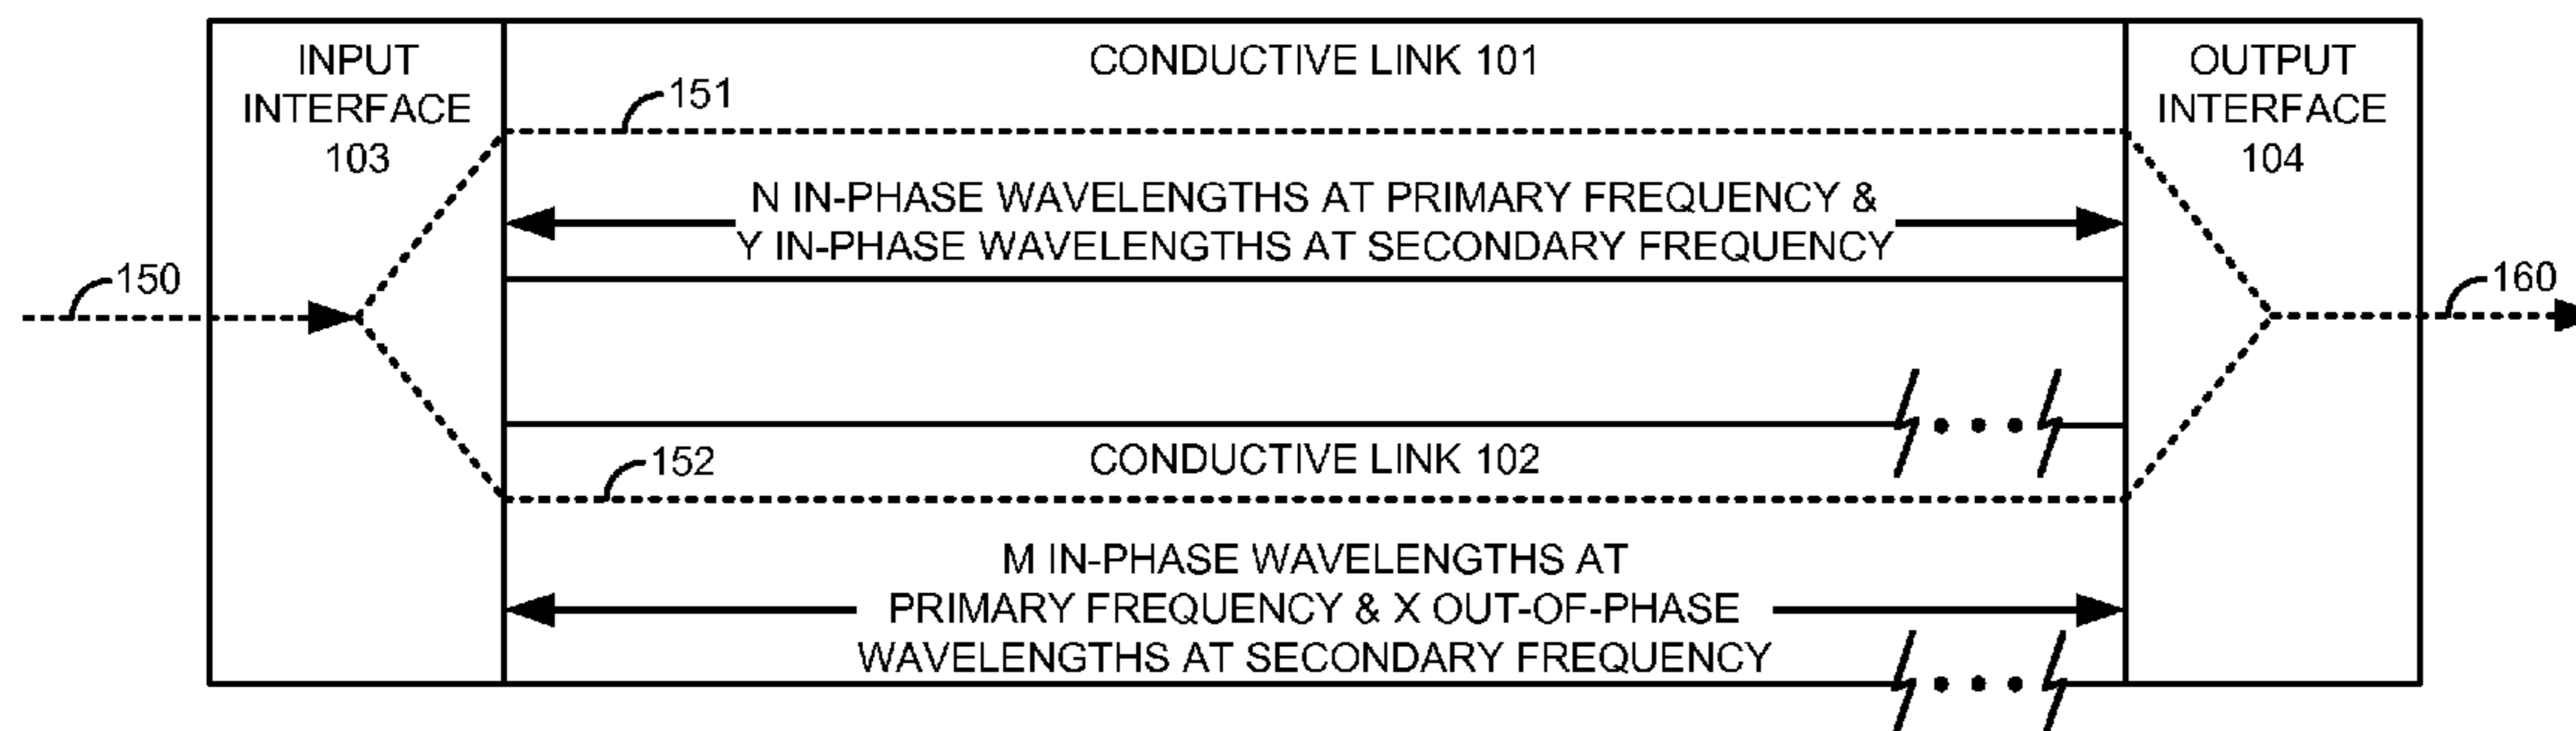 INPUT
INTERFACE
103
CONDUCTIVE LINK 101
OUTPUT
INTERFACE
104
151
N IN-PHASE WAVELENGTHS AT PRIMARY FREQUENCY &
Y IN-PHASE WAVELENGTHS AT SECONDARY FREQUENCY
150
160
152
CONDUCTIVE LINK 102
M IN-PHASE WAVELENGTHS AT
PRIMARY FREQUENCY & X OUT-OF-PHASE
WAVELENGTHS AT SECONDARY FREQUENCY